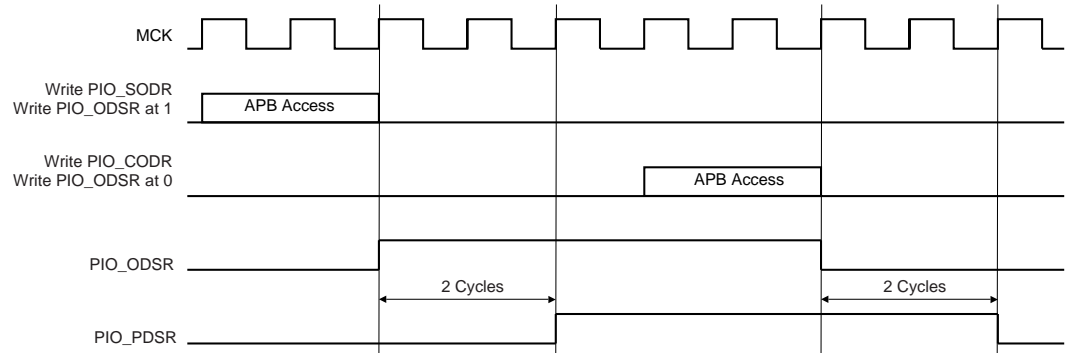 MCK
Write PIO_SODR
Write PIO_ODSR at 1
APB Access
Write PIO_CODR
Write PIO_ODSR at 0
APB Access
PIO_ODSR
2 Cycles
2 Cycles
PIO_PDSR